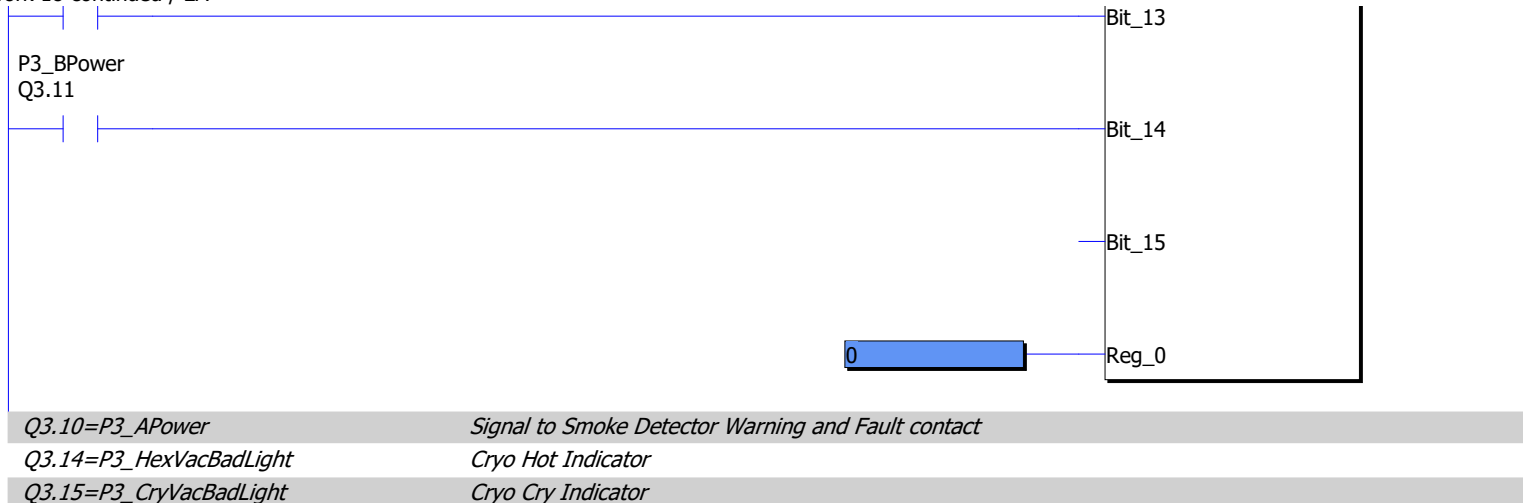 Bit_13
P3_BPower
Q3.11
Bit_14
Bit_15
0 Reg_0
Q3.10=P3_APower Signal to Smoke Detector Warning and Fault contact
Q3.14=P3_HexVacBadLight Cryo Hot Indicator
Q3.15=P3_CryVacBadLight Cryo Cry Indicator